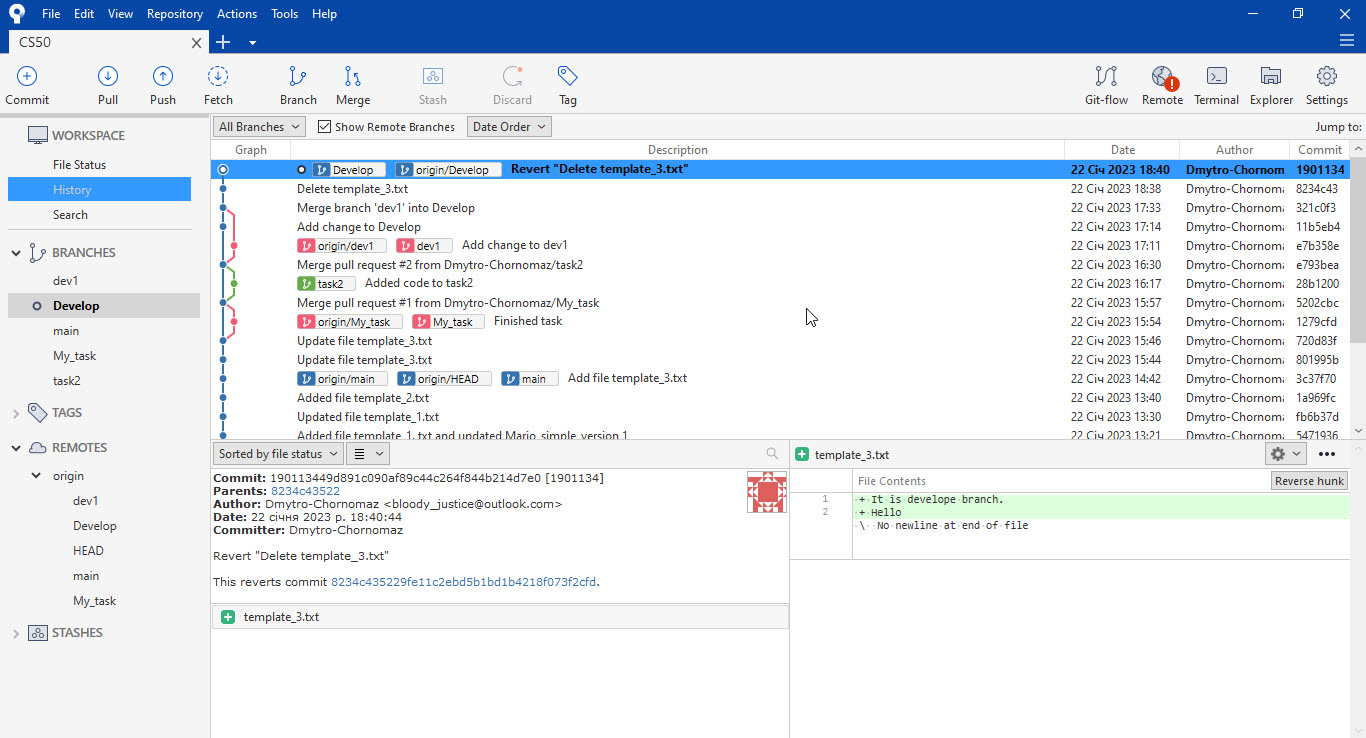 File Edit View Repository Actions Tools Help
CS50
Commit Pull Push Fetch Branch Merge Stash Discard Tag Git-flow Remote Terminal Explorer Settings
WORKSPACE
File Status
History
Search
BRANCHES
dev1
Develop
main
My_task
task2
TAGS
REMOTES
origin
dev1
Develop
HEAD
main
My_task
STASHES
All Branches Show Remote Branches Date Order Jump to:
Graph Description Date Author Commit
Develop origin/Develop Revert "Delete template_3.txt" 22 Січ 2023 18:40 Dmytro-Chornom 1901134
Delete template_3.txt 22 Січ 2023 18:38 Dmytro-Chornoma 8234c43
Merge branch 'dev1' into Develop 22 Січ 2023 17:33 Dmytro-Chornoma 321c0f3
Add change to Develop 22 Січ 2023 17:14 Dmytro-Chornoma 11b5eb4
origin/dev1 dev1 Add change to dev1 22 Січ 2023 17:11 Dmytro-Chornoma e7b358e
Merge pull request #2 from Dmytro-Chornomaz/task2 22 Січ 2023 16:30 Dmytro-Chornoma e793bea
task2 Added code to task2 22 Січ 2023 16:17 Dmytro-Chornoma 28b1200
Merge pull request #1 from Dmytro-Chornomaz/My_task 22 Січ 2023 15:57 Dmytro-Chornoma 5202cbc
origin/My_task My_task Finished task 22 Січ 2023 15:54 Dmytro-Chornoma 1279cfd
Update file template_3.txt 22 Січ 2023 15:46 Dmytro-Chornoma 720d83f
Update file template_3.txt 22 Січ 2023 15:44 Dmytro-Chornoma 801995b
origin/main origin/HEAD main Add file template_3.txt 22 Січ 2023 14:42 Dmytro-Chornoma 3c37f70
Added file template_2.txt 22 Січ 2023 13:40 Dmytro-Chornoma 1a969fc
Updated file template_1.txt 22 Січ 2023 13:30 Dmytro-Chornoma fb6b37d
Added file template_1. txt and updated Mario_simple_version 1 22 Січ 2023 13:21 Dmytro-Chornoma 5471936
Sorted by file status
Commit: 190113449d891c090af89c44c264f844b214d7e0 [1901134]
Parents: 8234c43522
Author: Dmytro-Chornomaz <bloody_justice@outlook.com>
Date: 22 січня 2023 р. 18:40:44
Committer: Dmytro-Chornomaz
Revert "Delete template_3.txt"
This reverts commit 8234c435229fe11c2ebd5b1bd1b4218f073f2cfd.
template_3.txt
template_3.txt
File Contents Reverse hunk
1 + It is develope branch.
2 + Hello
\ No newline at end of file